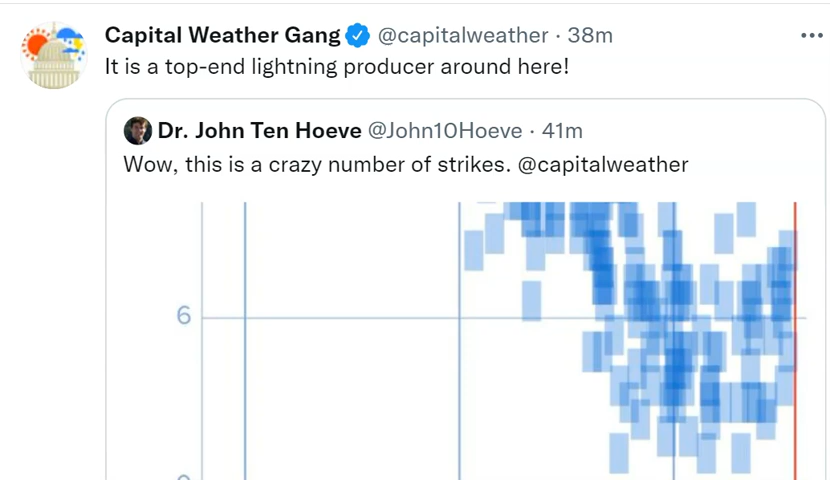 Capital Weather Gang @capitalweather · 38m
It is a top-end lightning producer around here!
Dr. John Ten Hoeve @John10Hoeve · 41m
Wow, this is a crazy number of strikes. @capitalweather
6